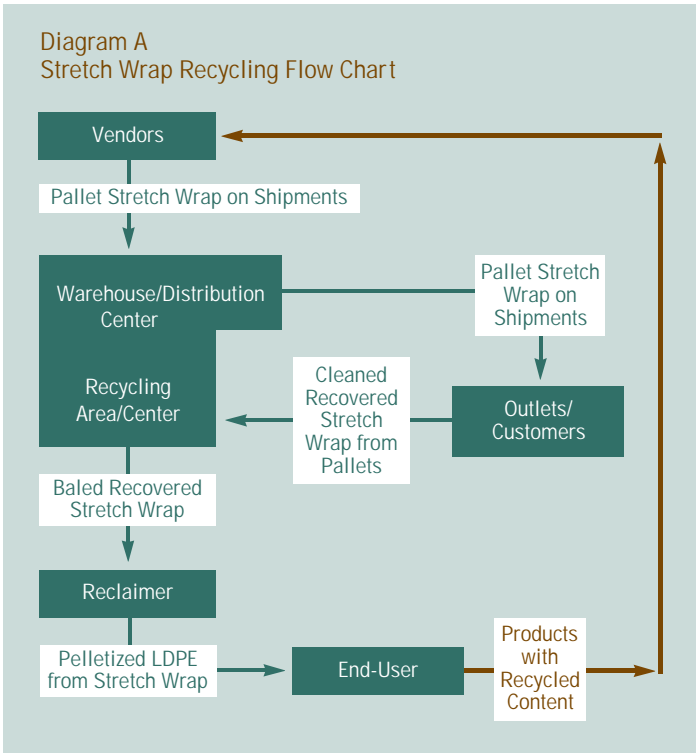 Diagram A
Stretch Wrap Recycling Flow Chart
Vendors
Pallet Stretch Wrap on Shipments
Warehouse/Distribution
Center
Pallet Stretch
Wrap on
Shipments
Recycling
Area/Center
Cleaned
Recovered
Stretch
Wrap from
Pallets
Outlets/
Customers
Baled Recovered
Stretch Wrap
Reclaimer
Pelletized LDPE
from Stretch Wrap
End-User
Products
with
Recycled
Content